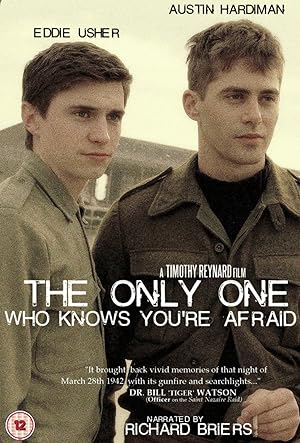 AUSTIN HARDIMAN
EDDIE USHER
A TIMOTHY REYNARD FILM
THE ONLY ONE
WHO KNOWS YOU'RE AFRAID
"It brought back vivid memories of that night of
March 28th 1942 with its gunfire and searchlights..."
DR. BILL 'TIGER' WATSON
(Officer on the Saint Nazaire Raid)
NARRATED BY
RICHARD BRIERS
12